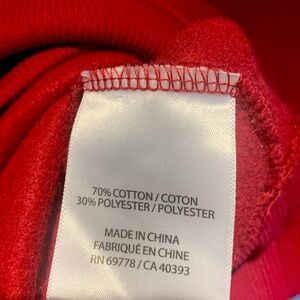 70% COTTON / COTON
30% POLYESTER / POLYESTER
MADE IN CHINA
FABRIQUÉ EN CHINE
RN 69778 / CA 40393